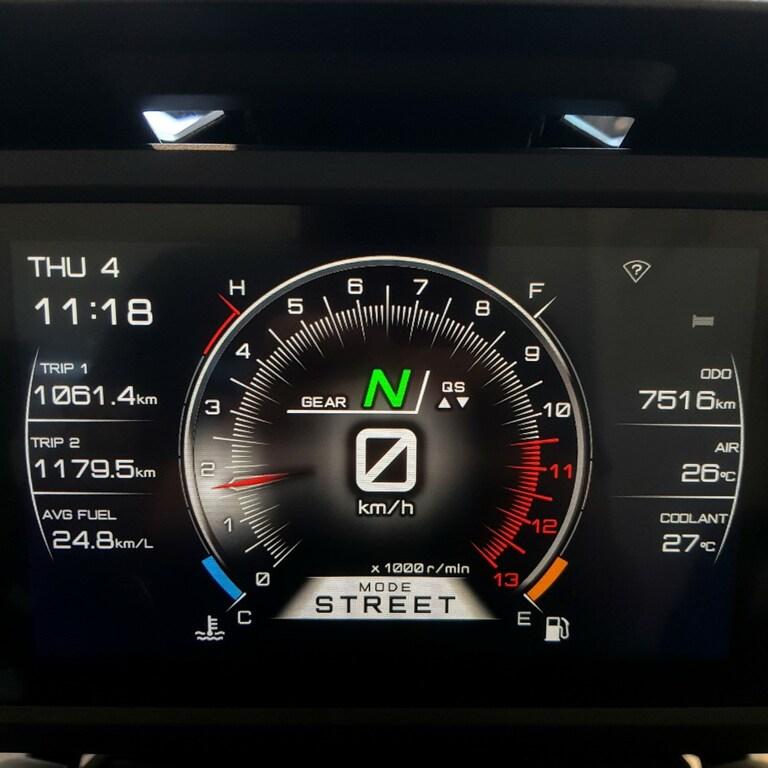 THU 4
11:18
TRIP 1
1061.4km
TRIP 2
1179.5km
AVG FUEL
24.8km/L
H
C
0
1
2
3
4
5
6
7
8
9
10
11
12
13
GEAR N
QS
0
km/h
x 1000 r/min
MODE
STREET
F
E
?
ODO
7516km
AIR
26°C
COOLANT
27°C